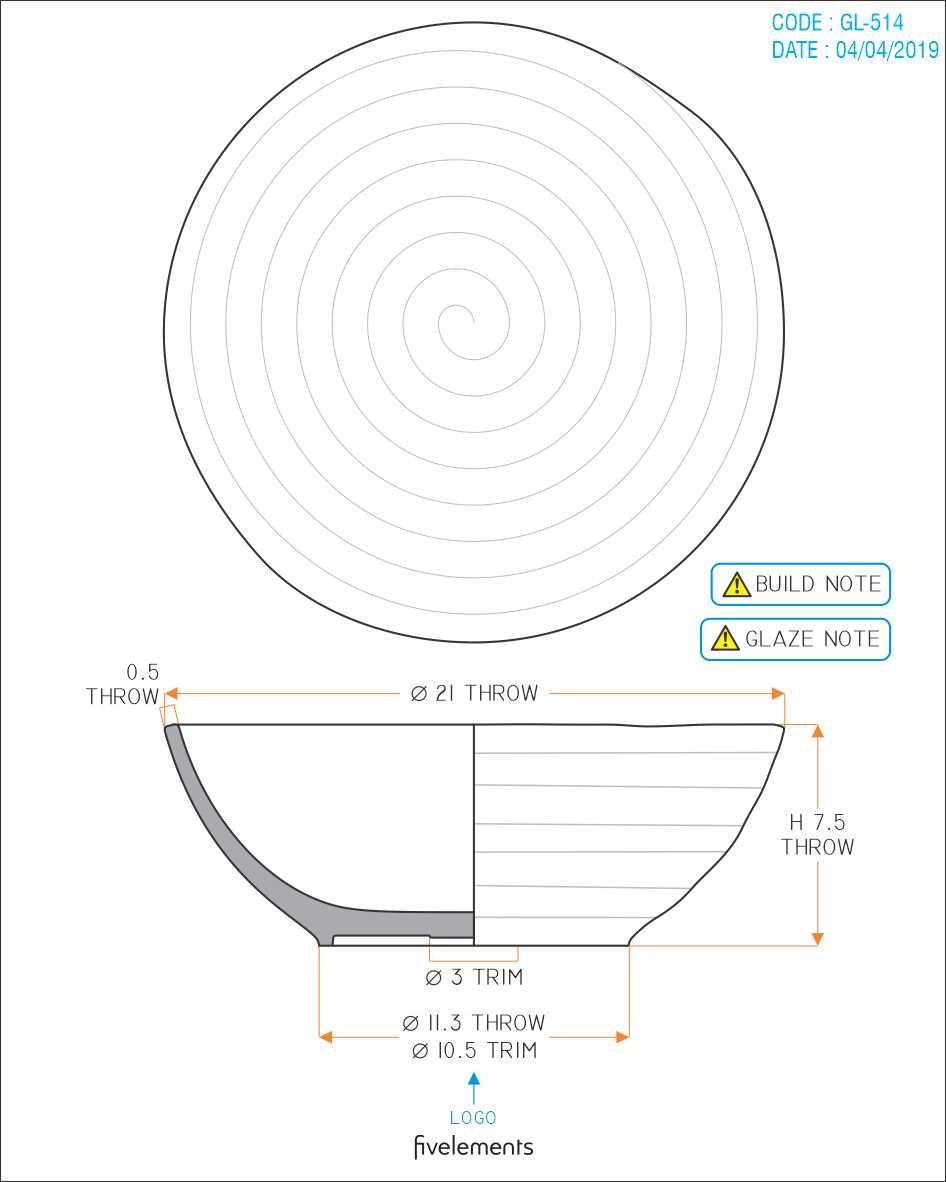 CODE : GL-514
DATE : 04/04/2019
BUILD NOTE
GLAZE NOTE
0.5
THROW
Ø 21 THROW
H 7.5
THROW
Ø 3 TRIM
Ø 11.3 THROW
Ø 10.5 TRIM
LOGO
fivelements